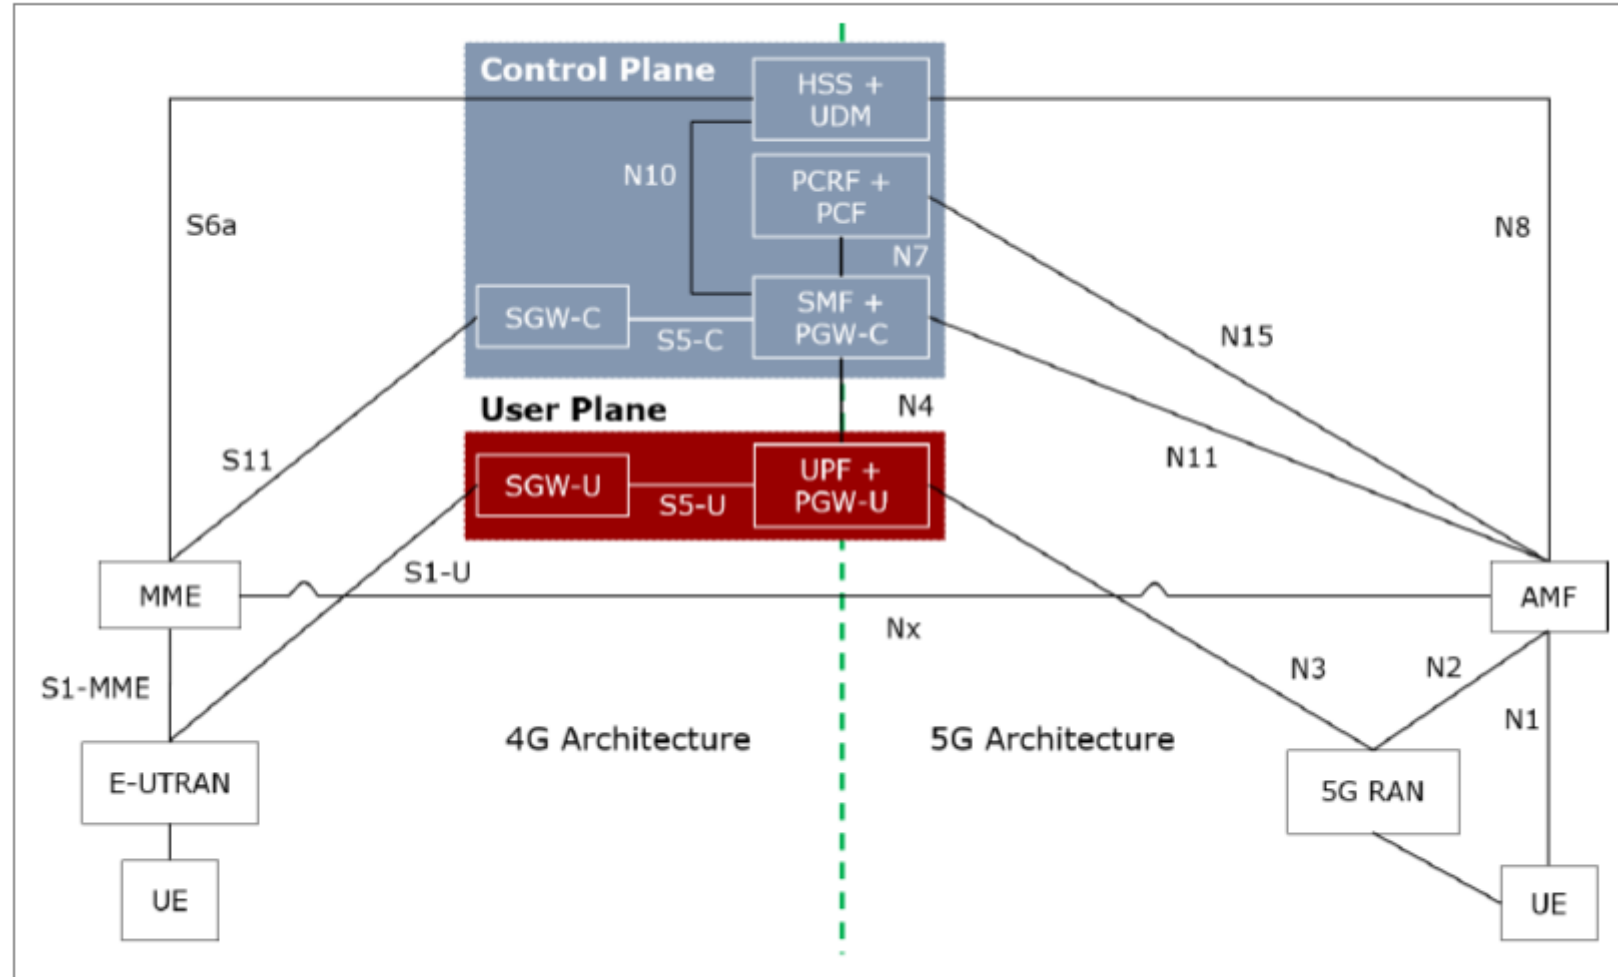 Control Plane
HSS +
UDM
N10
PCRF +
PCF
S6a
N8
N7
SGW-C
S5-C
SMF +
PGW-C
N15
User Plane
N4
S11
N11
SGW-U
S5-U
UPF +
PGW-U
S1-U
MME
AMF
Nx
S1-MME
N3
N2
N1
4G Architecture
5G Architecture
E-UTRAN
5G RAN
UE
UE